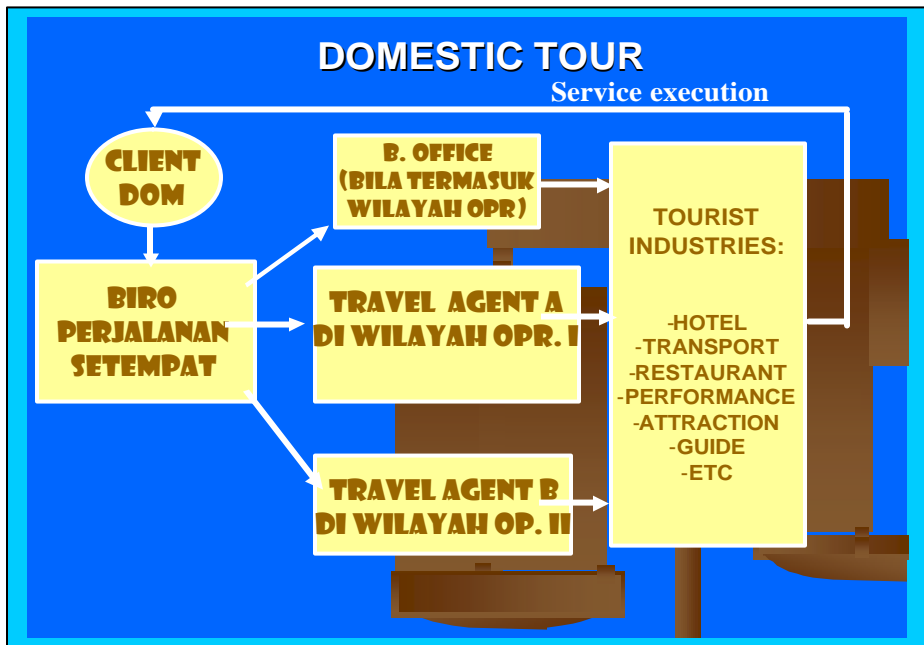 DOMESTIC TOUR
Service execution
CLIENT
DOM
B. OFFICE
(BILA TERMASUK
WILAYAH OPR)
BIRO
PERJALANAN
SETEMPAT
TRAVEL AGENT A
DI WILAYAH OPR. I
TRAVEL AGENT B
DI WILAYAH OP. II
TOURIST
INDUSTRIES:
-HOTEL
-TRANSPORT
-RESTAURANT
-PERFORMANCE
-ATTRACTION
-GUIDE
-ETC